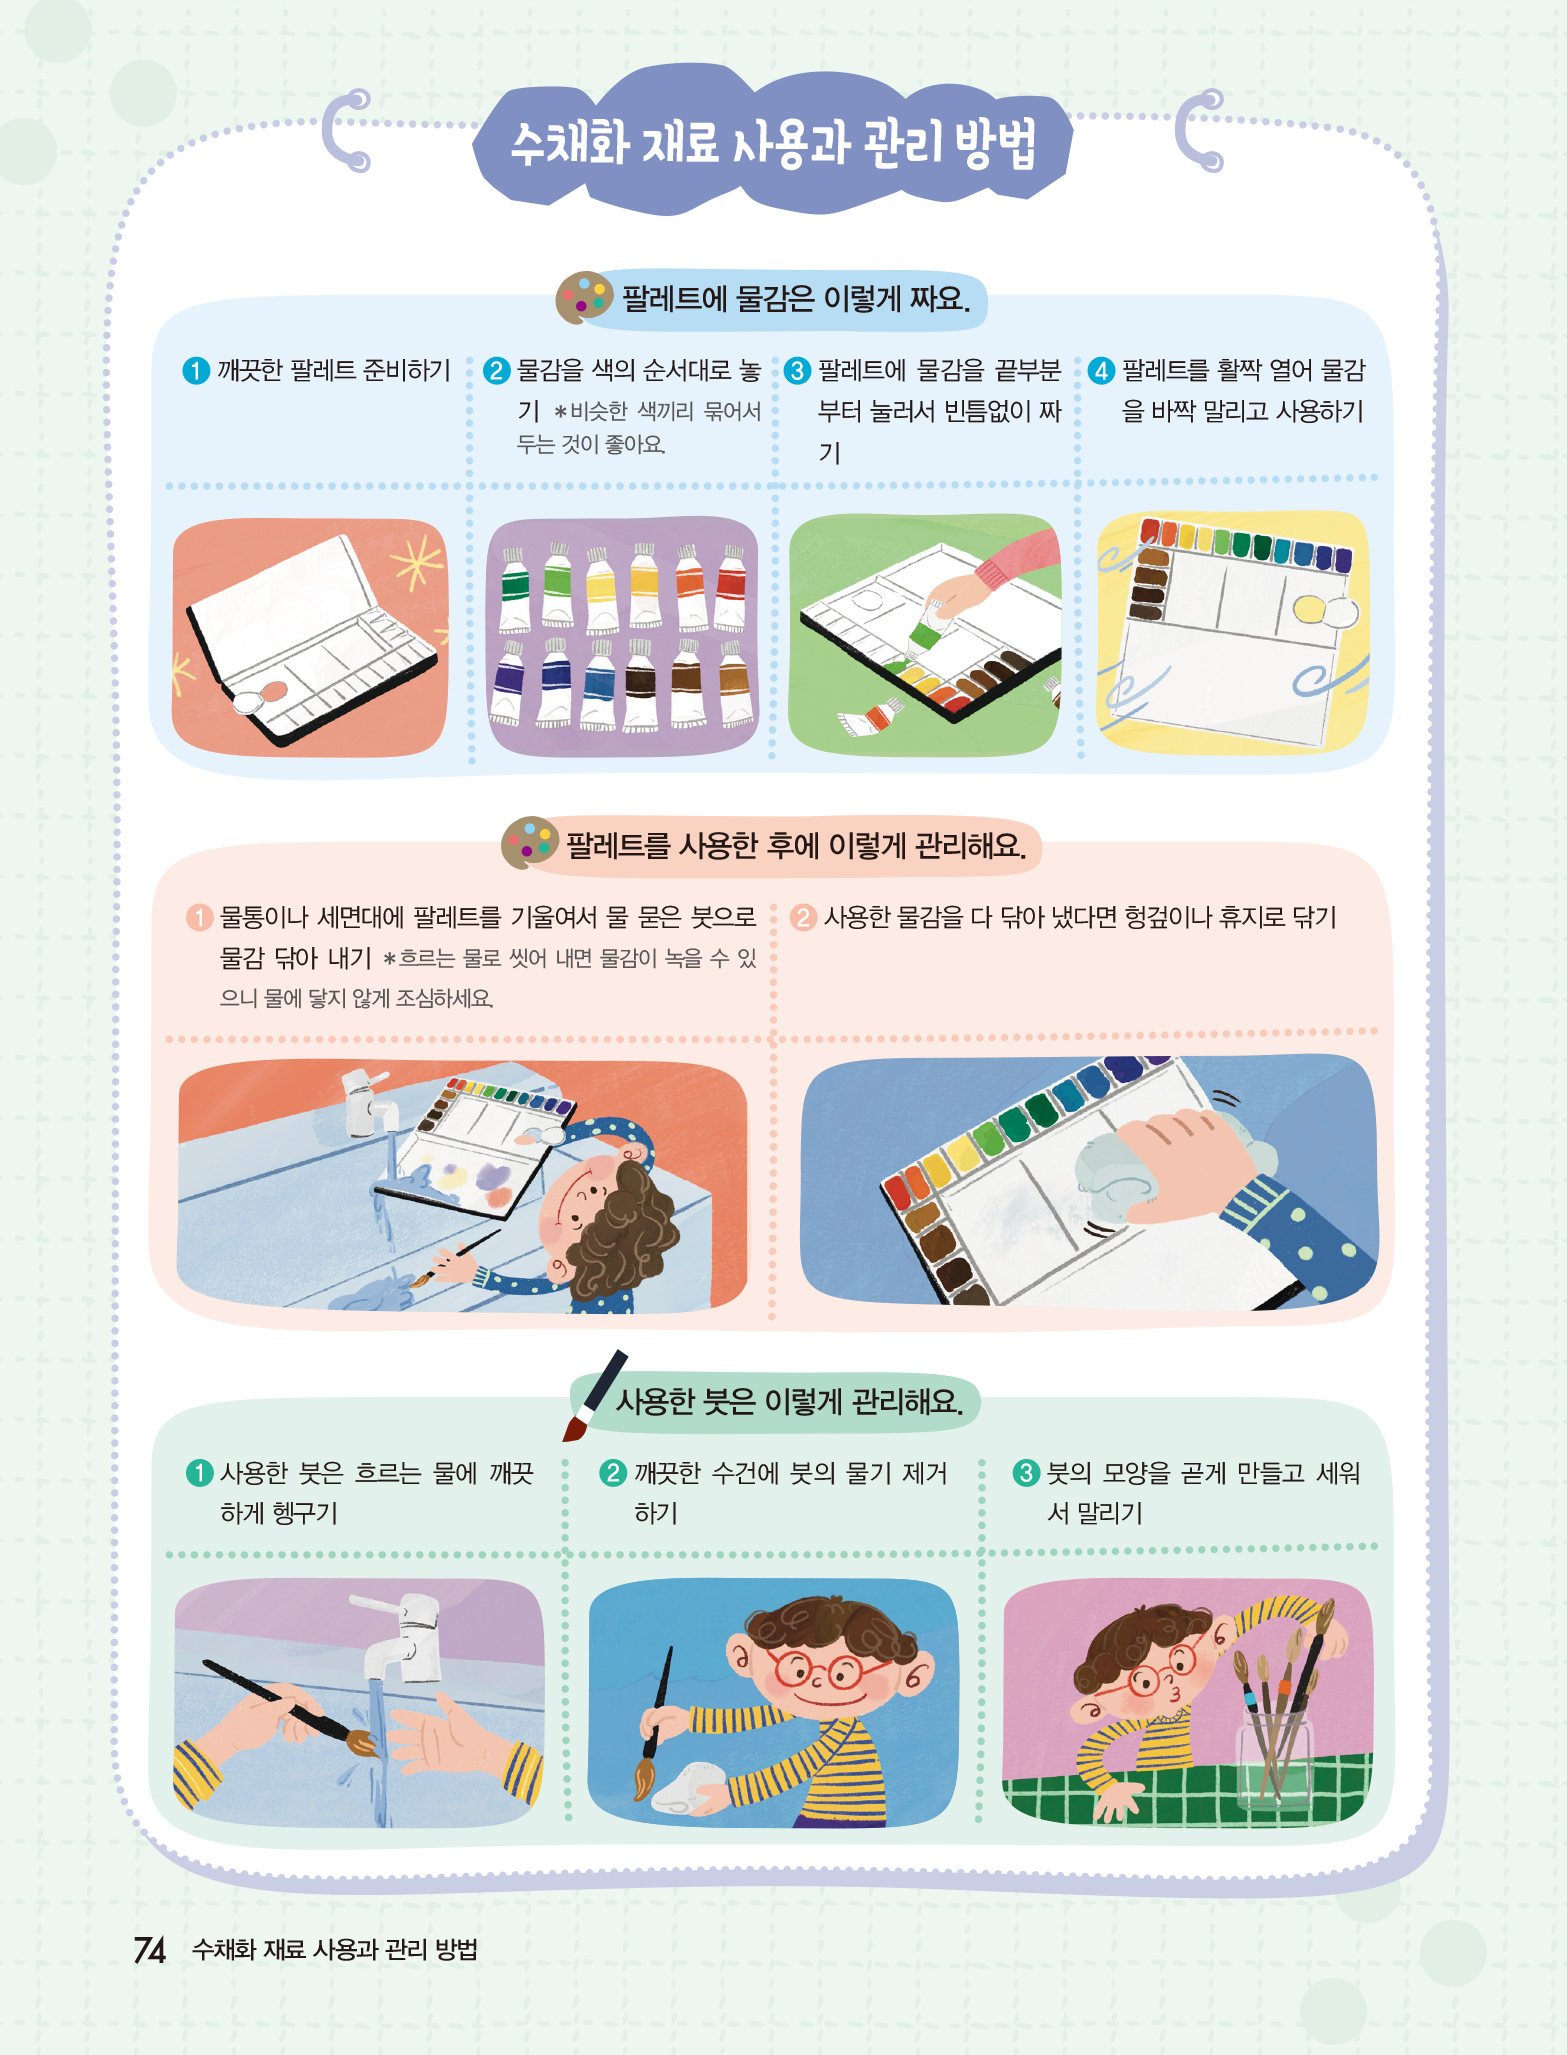 수채화 재료 사용과 관리 방법
팔레트에 물감은 이렇게 짜요.
1 깨끗한 팔레트 준비하기
2 물감을 색의 순서대로 놓
기 *비슷한 색끼리 묶어서
두는 것이 좋아요.
3 팔레트에 물감을 끝부분
부터 눌러서 빈틈없이 짜
기
4 팔레트를 활짝 열어 물감
을 바짝 말리고 사용하기
팔레트를 사용한 후에 이렇게 관리해요.
1 물통이나 세면대에 팔레트를 기울여서 물 묻은 붓으로
물감 닦아 내기 *흐르는 물로 씻어 내면 물감이 녹을 수 있
으니 물에 닿지 않게 조심하세요.
2 사용한 물감을 다 닦아 냈다면 헝겊이나 휴지로 닦기
사용한 붓은 이렇게 관리해요.
1 사용한 붓은 흐르는 물에 깨끗
하게 헹구기
2 깨끗한 수건에 붓의 물기 제거
하기
3 붓의 모양을 곧게 만들고 세워
서 말리기
74 수채화 재료 사용과 관리 방법